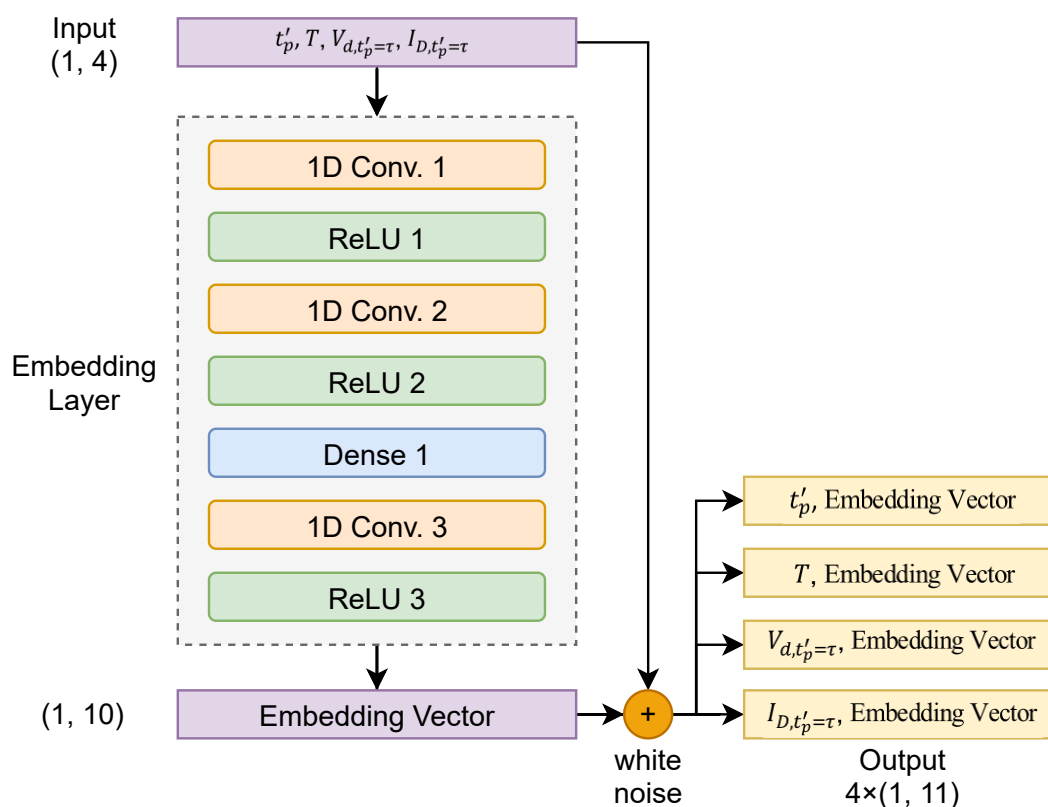 Input
(1, 4)
t′p, T, Vd,t′p=τ, ID,t′p=τ
1D Conv. 1
ReLU 1
1D Conv. 2
ReLU 2
Embedding
Layer
Dense 1
1D Conv. 3
ReLU 3
t′p, Embedding Vector
T, Embedding Vector
Vd,t′p=τ, Embedding Vector
ID,t′p=τ, Embedding Vector
(1, 10)
Embedding Vector
+
white
noise
Output
4×(1, 11)